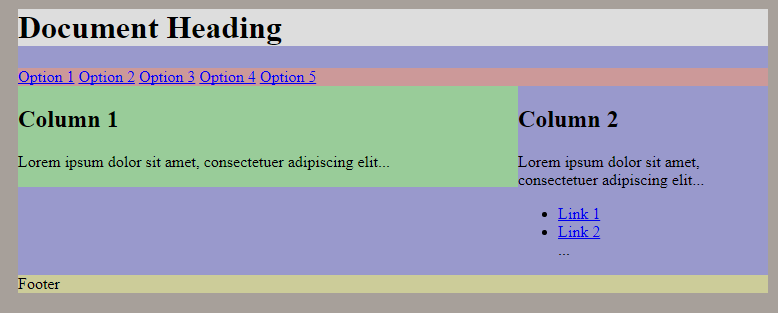 Document Heading
Option 1 Option 2 Option 3 Option 4 Option 5
Column 1
Lorem ipsum dolor sit amet, consectetuer adipiscing elit...
Column 2
Lorem ipsum dolor sit amet,
consectetuer adipiscing elit...
Link 1
Link 2
...
Footer